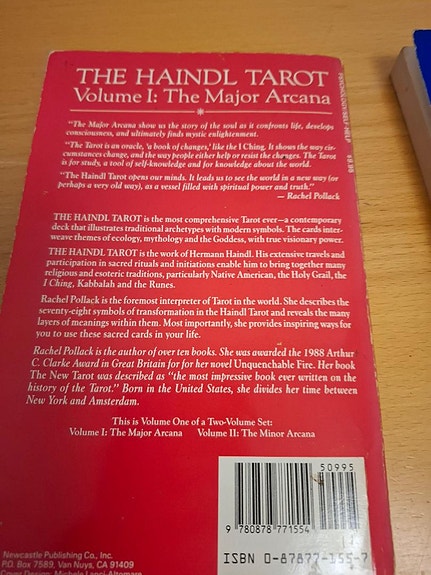 THE HAINDL TAROT
Volume I: The Major Arcana
"The Major Arcana show us the story of the soul as it confronts life, develops
consciousness, and ultimately finds mystic enlightenment.
"The Tarot is an oracle, 'a book of changes,' like the I Ching. It shows the way cir-
cumstances change, and the way people either help or resist the changes. The Tarot
is for study, a tool of self-knowledge and for knowledge about the world.
"The Haindl Tarot opens our minds. It leads us to see the world in a new way (or
perhaps a very old way), as a vessel filled with spiritual power and truth."
— Rachel Pollack
THE HAINDL TAROT is the most comprehensive Tarot ever—a contemporary
deck that illustrates traditional archetypes with modern symbols. The cards inter-
weave themes of ecology, mythology and the Goddess, with true visionary power.
THE HAINDL TAROT is the work of Hermann Haindl. His extensive travels and
participation in sacred rituals and initiations enable him to bring together many
religious and esoteric traditions, particularly Native American, the Holy Grail, the
I Ching, Kabbalah and the Runes.
Rachel Pollack is the foremost interpreter of Tarot in the world. She describes the
seventy-eight symbols of transformation in the Haindl Tarot and reveals the many
layers of meanings within them. Most importantly, she provides inspiring ways for
you to use these sacred cards in your life.
Rachel Pollack is the author of over ten books. She was awarded the 1988 Arthur
C. Clarke Award in Great Britain for for her novel Unquenchable Fire. Her book
The New Tarot was described as "the most impressive book ever written on the
history of the Tarot." Born in the United States, she divides her time between
New York and Amsterdam.
This is Volume One of a Two-Volume Set:
Volume I: The Major Arcana Volume II: The Minor Arcana
50995
9 780878 771554
ISBN 0-87877-155-7
Newcastle Publishing Co., Inc.
P.O. Box 7589, Van Nuys, CA 91409
Cover Design: Michele Lanci-Altomare